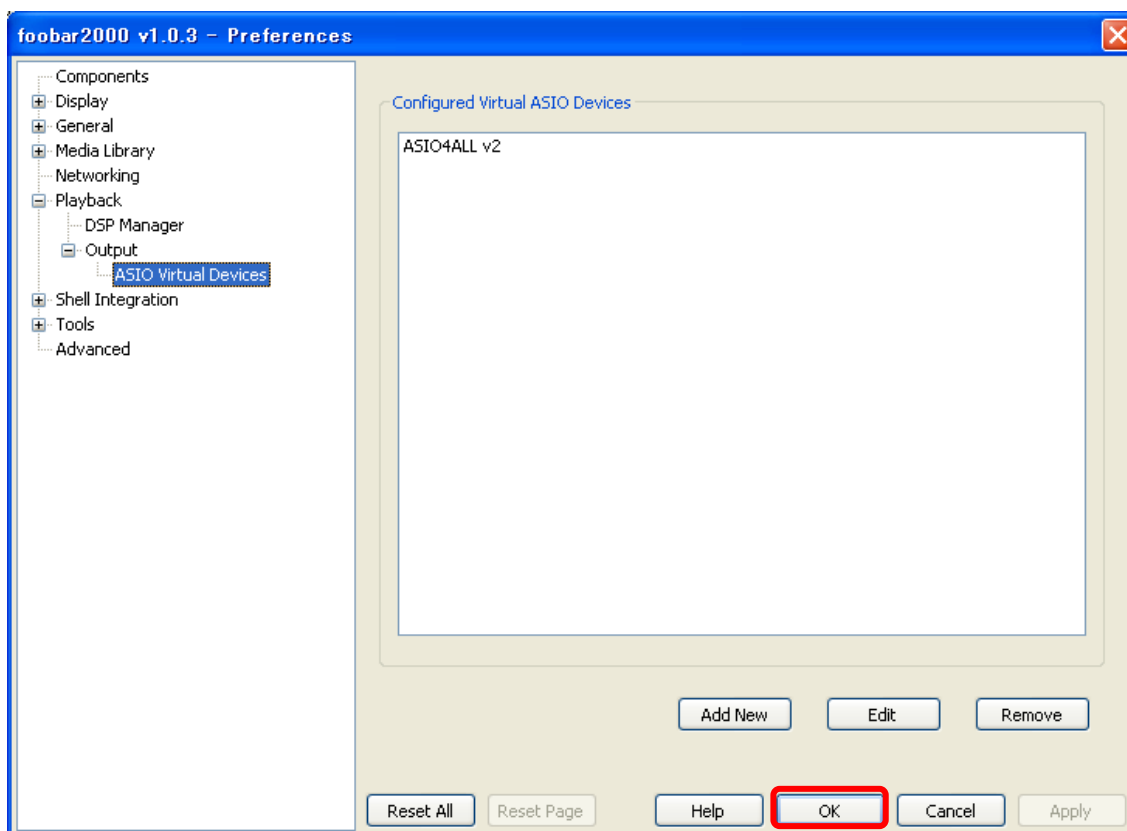 foobar2000 v1.0.3 - Preferences
Components
Display
General
Media Library
Networking
Playback
DSP Manager
Output
ASIO Virtual Devices
Shell Integration
Tools
Advanced
Configured Virtual ASIO Devices
ASIO4ALL v2
Add New Edit Remove
Reset All Reset Page Help OK Cancel Apply